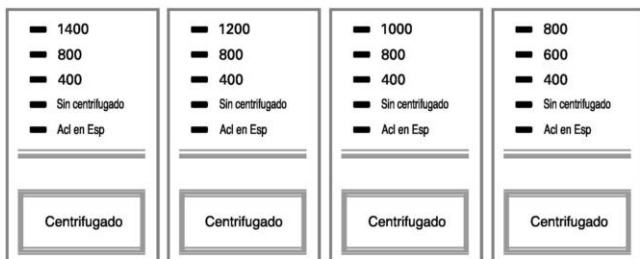 1400
800
400
Sin centrifugado
Acl en Esp
Centrifugado
1200
800
400
Sin centrifugado
Acl en Esp
Centrifugado
1000
800
400
Sin centrifugado
Acl en Esp
Centrifugado
800
600
400
Sin centrifugado
Acl en Esp
Centrifugado